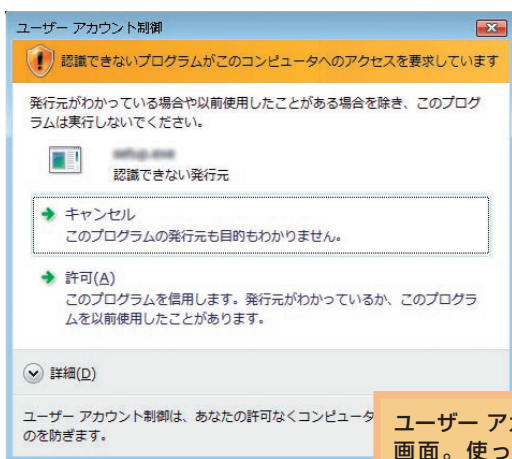 ユーザー アカウント制御
認識できないプログラムがこのコンピュータへのアクセスを要求しています
発行元がわかっている場合や以前使用したことがある場合を除き、このプログ
ラムは実行しないでください。
認識できない発行元
キャンセル
このプログラムの発行元も目的もわかりません。
許可(A)
このプログラムを信用します。発行元がわかっているか、このプログラ
ムを以前使用したことがあります。
詳細(D)
ユーザー アカウント制御は、あなたの許可なくコンピュータ
のを防ぎます。
ユーザー ア
画面。使っ